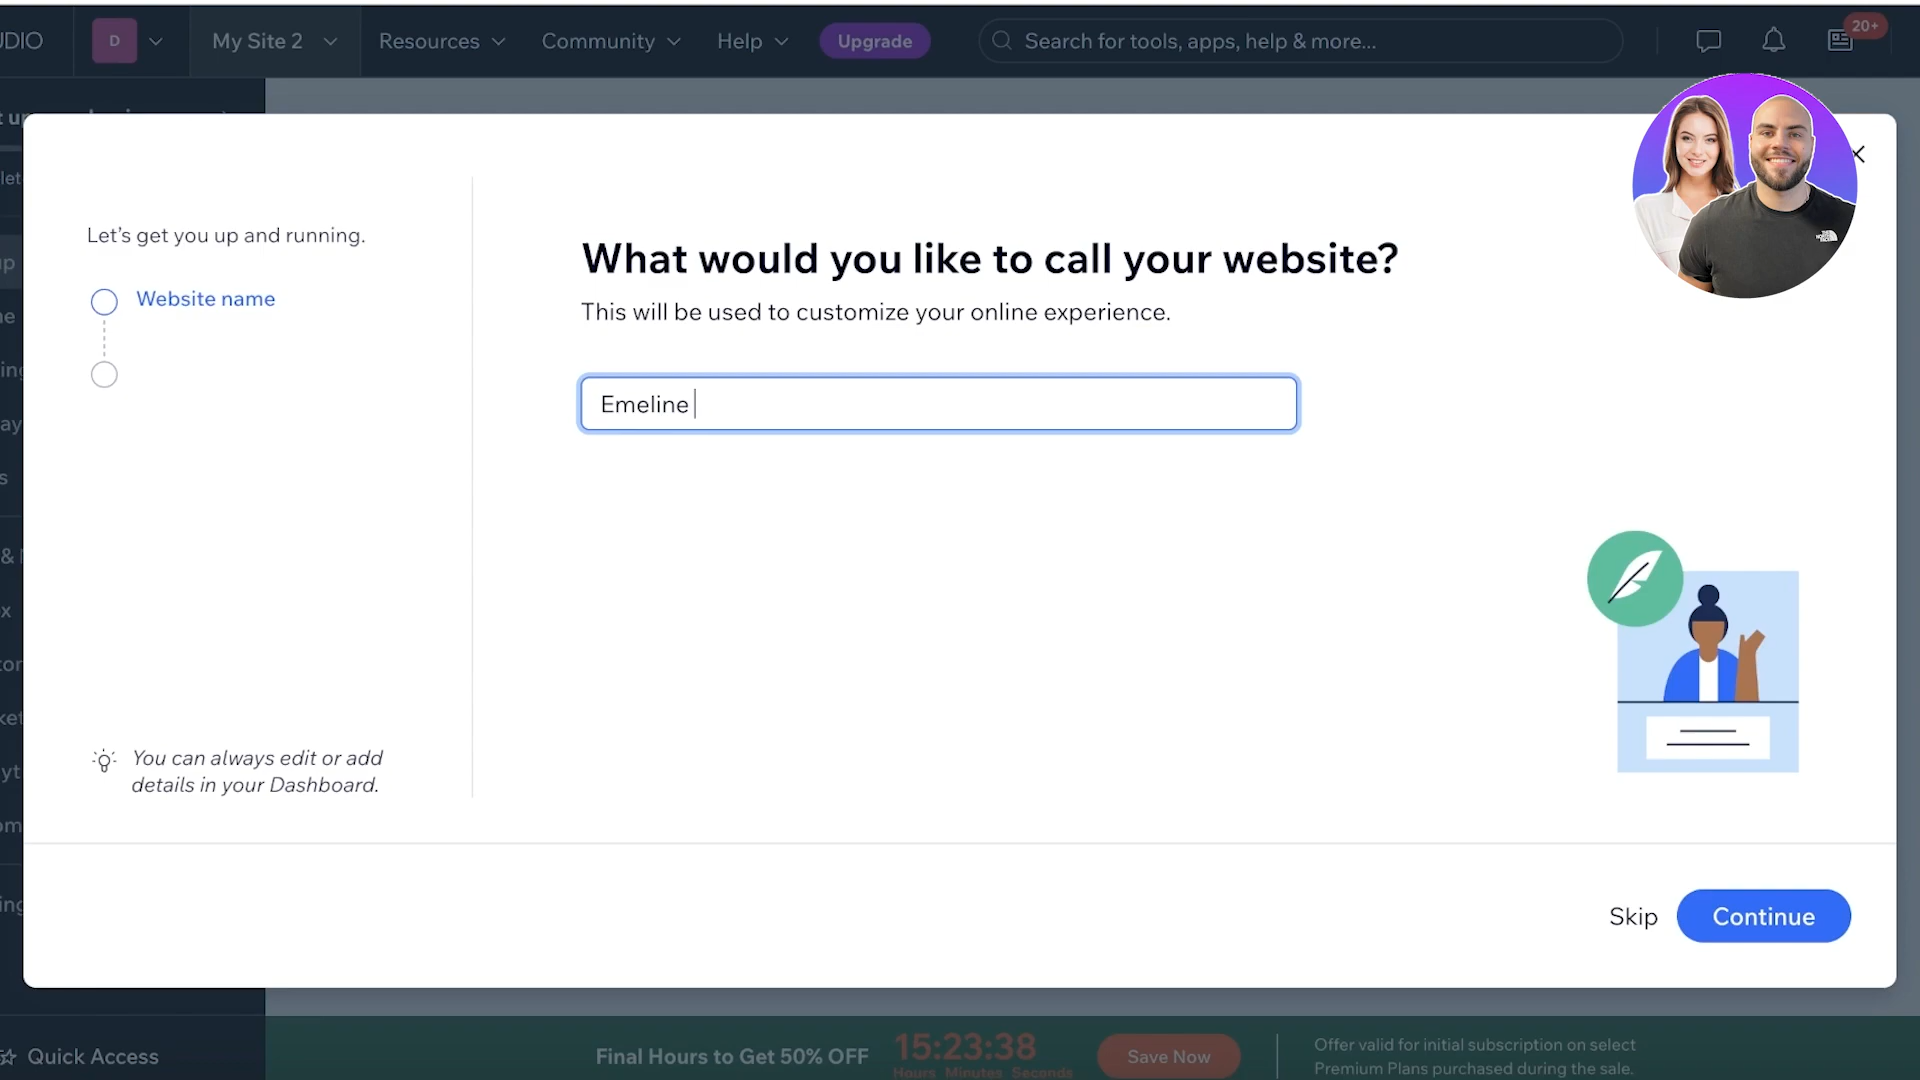 D
My Site 2
Resources
Community
Help
Upgrade
Search for tools, apps, help & more...
20+
Let's get you up and running.
Website name
You can always edit or add
details in your Dashboard.
What would you like to call your website?
This will be used to customize your online experience.
Emeline
Skip
Continue
Quick Access
Final Hours to Get 50% OFF
15:23:38
Hours Minutes Seconds
Save Now
Offer valid for initial subscription on select
Premium Plans purchased during the sale.